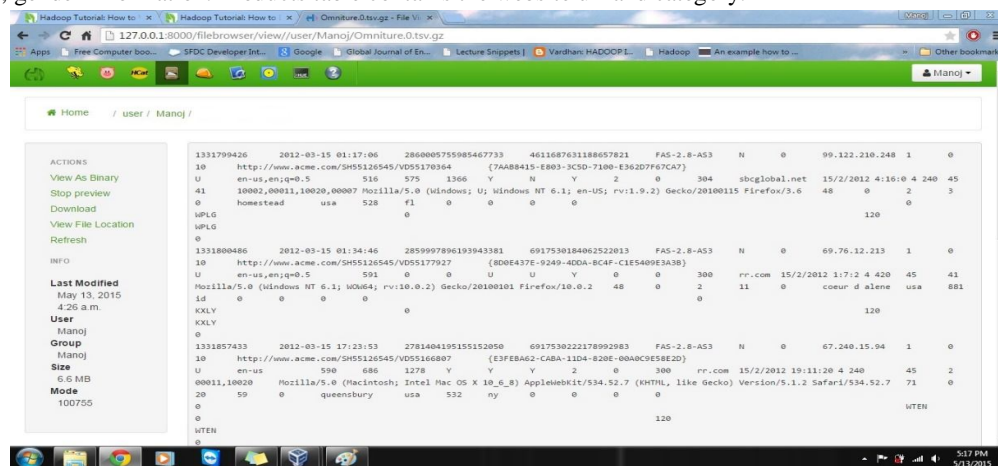 , gender information. Products table contains the website url and category.
Hadoop Tutorial: How to
Hadoop Tutorial: How to
Omniture.0.tsv.gz - File Vi
Manoj
127.0.0.1:8000/filebrowser/view//user/Manoj/Omniture.0.tsv.gz
Apps Free Computer boo... SFDC Developer Int... Google Global Journal of En... Lecture Snippets | Vardhan: HADOOP L... Hadoop An example how to ... » Other bookmark
HCat
Manoj
Home / user / Manoj /
ACTIONS
View As Binary
Stop preview
Download
View File Location
Refresh
INFO
Last Modified
May 13, 2015
4:26 a.m.
User
Manoj
Group
Manoj
Size
6.6 MB
Mode
100755
1331799426 2012-03-15 01:17:06 2860005755985467733 4611687631188657821 FAS-2.8-AS3 N 0 99.122.210.248 1 0
10 http://www.acme.com/SH55126545/VD55170364 {7AAB8415-E803-3C5D-7100-E362D7F67CA7}
U en-us,en;q=0.5 516 575 1366 Y N Y 2 0 304 sbcglobal.net 15/2/2012 4:16:0 4 240 45
41 10002,00011,10020,00007 Mozilla/5.0 (Windows; U; Windows NT 6.1; en-US; rv:1.9.2) Gecko/20100115 Firefox/3.6 48 0 2 3
0 homestead usa 528 fl 0 0 0 0 0
WPLG 0 120
WPLG
0
1331800486 2012-03-15 01:34:46 2859997896193943381 6917530184062522013 FAS-2.8-AS3 N 0 69.76.12.213 1 0
10 http://www.acme.com/SH55126545/VD55177927 {8D0E437E-9249-4DDA-BC4F-C1E5409E3A3B}
U en-us,en;q=0.5 591 0 0 U U Y 0 0 300 rr.com 15/2/2012 1:7:2 4 420 45 41
Mozilla/5.0 (Windows NT 6.1; WOW64; rv:10.0.2) Gecko/20100101 Firefox/10.0.2 48 0 2 11 0 coeur d alene usa 881
id 0 0 0 0 0
KXLY 0 120
KXLY
0
1331857433 2012-03-15 17:23:53 2781404195155152050 6917530222178992983 FAS-2.8-AS3 N 0 67.240.15.94 1 0
10 http://www.acme.com/SH55126545/VD55166807 {E3FEBA62-CABA-11D4-820E-00A0C9E58E2D}
U en-us 590 686 1278 Y Y Y 2 0 300 rr.com 15/2/2012 19:11:20 4 240 45 2
00011,10020 Mozilla/5.0 (Macintosh; Intel Mac OS X 10_6_8) AppleWebKit/534.52.7 (KHTML, like Gecko) Version/5.1.2 Safari/534.52.7 71 0
20 59 0 queensbury usa 532 ny 0 0 0 0
0 WTEN
0 120
WTEN
0
5:17 PM
5/13/2015